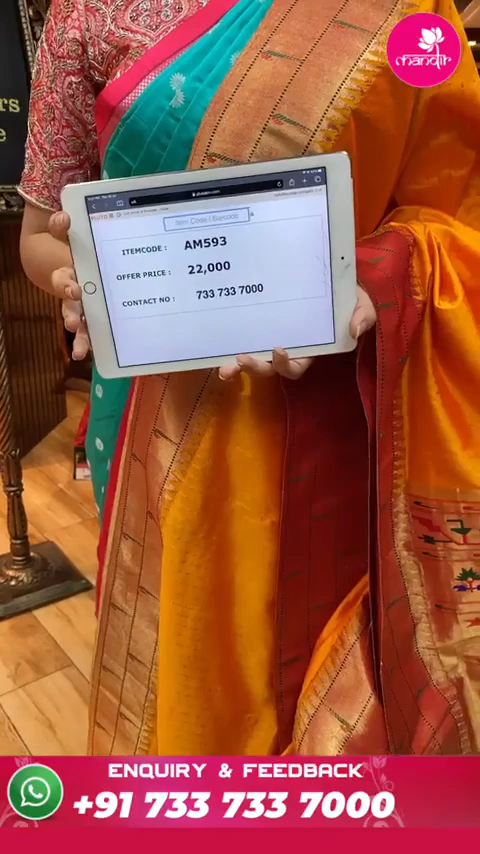 mandir
rs
e
Item Code / Barcode
ITEMCODE : AM593
OFFER PRICE : 22,000
CONTACT NO : 733 733 7000
ENQUIRY & FEEDBACK
+91 733 733 7000